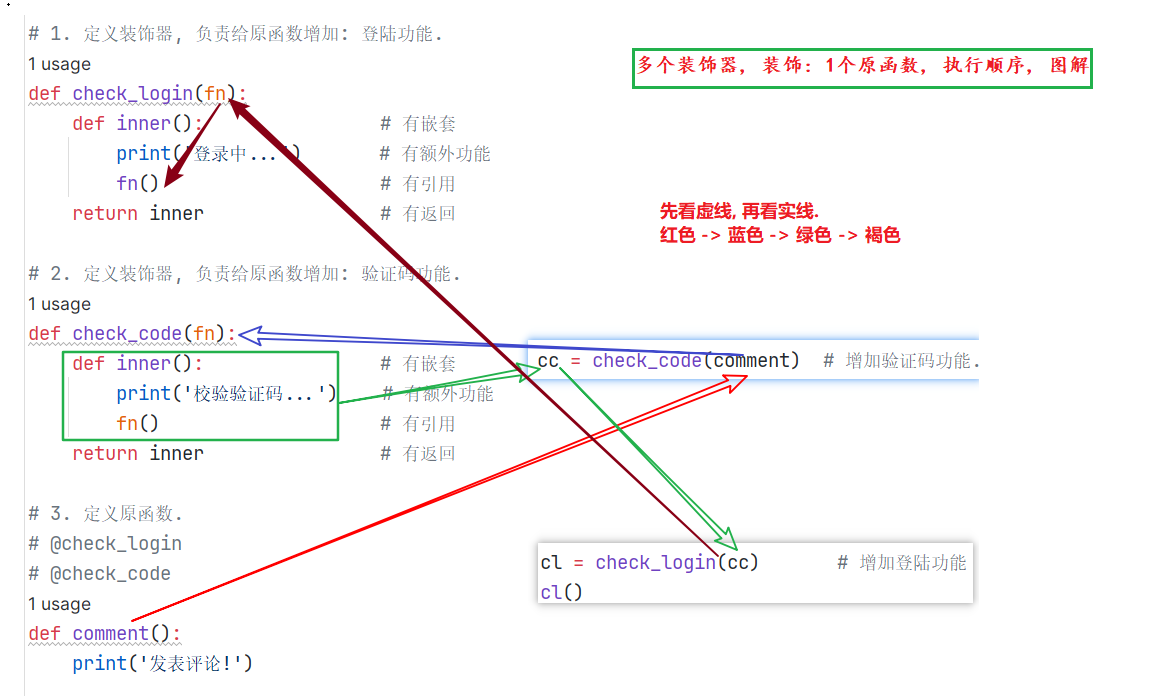 # 1. 定义装饰器, 负责给原函数增加: 登陆功能.
1 usage
def check_login(fn):
def inner():            # 有嵌套
print('登录中...')      # 有额外功能
fn()                    # 有引用
return inner            # 有返回
多个装饰器, 装饰: 1个原函数, 执行顺序, 图解
先看虚线, 再看实线.
红色 -> 蓝色 -> 绿色 -> 褐色
# 2. 定义装饰器, 负责给原函数增加: 验证码功能.
1 usage
def check_code(fn):
def inner():            # 有嵌套
print('校验验证码...')  # 有额外功能
fn()                    # 有引用
return inner            # 有返回
cc = check_code(comment)  # 增加验证码功能.
# 3. 定义原函数.
# @check_login
# @check_code
1 usage
def comment():
print('发表评论!')
cl = check_login(cc)      # 增加登陆功能
cl()